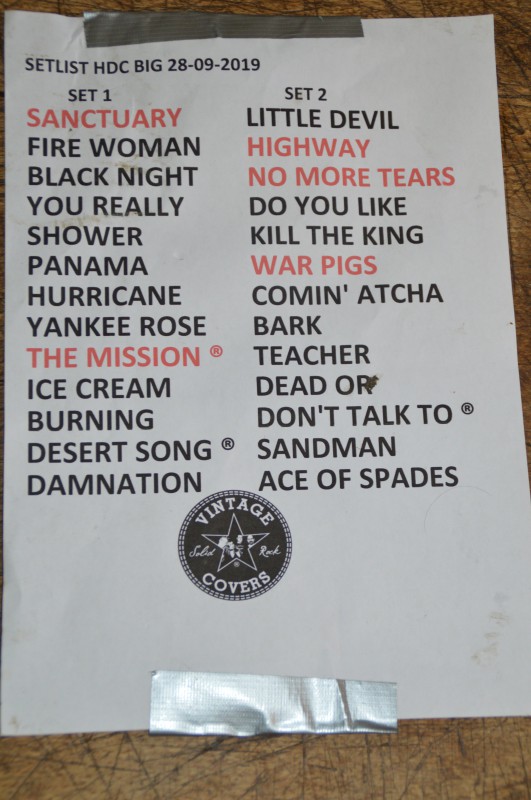 SETLIST HDC BIG 28-09-2019
SET 1
SANCTUARY
FIRE WOMAN
BLACK NIGHT
YOU REALLY
SHOWER
PANAMA
HURRICANE
YANKEE ROSE
THE MISSION ®
ICE CREAM
BURNING
DESERT SONG ®
DAMNATION
SET 2
LITTLE DEVIL
HIGHWAY
NO MORE TEARS
DO YOU LIKE
KILL THE KING
WAR PIGS
COMIN' ATCHA
BARK
TEACHER
DEAD OR
DON'T TALK TO ®
SANDMAN
ACE OF SPADES
VINTAGE
Solid Rock
®
COVERS